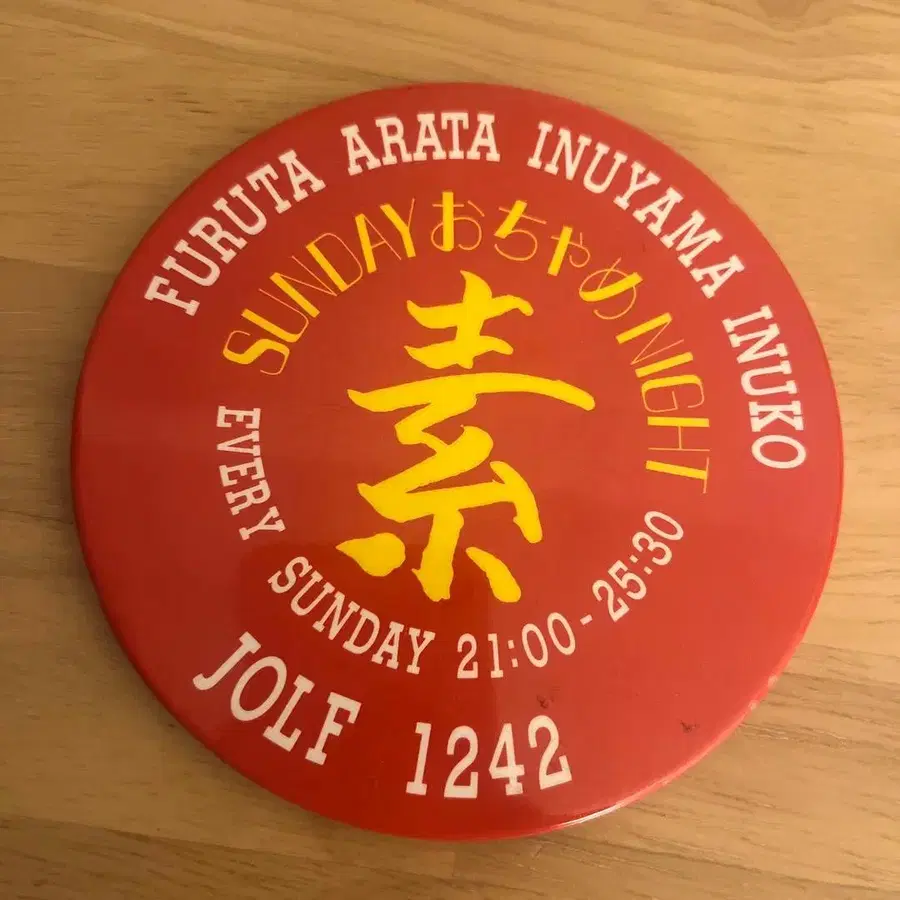 FURUTA ARATA INUYAMA INUKO
SUNDAYおちゃめNIGHT
素
EVERY SUNDAY 21:00-25:30
JOLF 1242